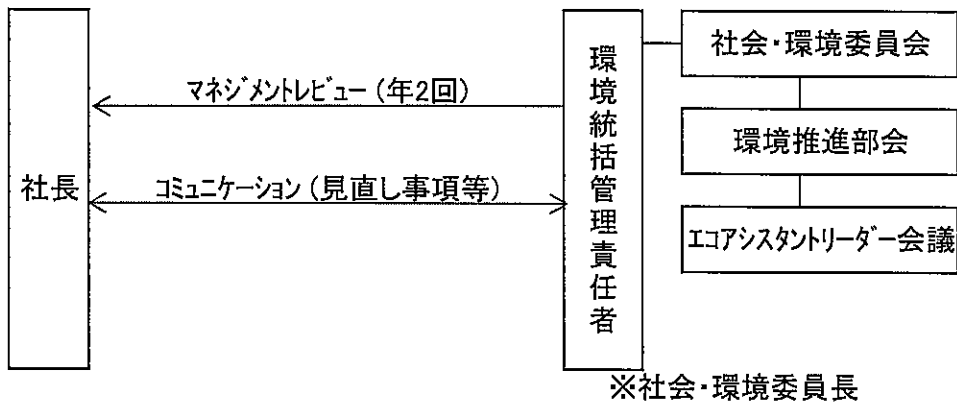 社長
マネジメントレビュー (年2回)
コミュニケーション (見直し事項等)
環境統括管理責任者
社会・環境委員会
環境推進部会
エコアシスタントリーダー会議
※社会・環境委員長